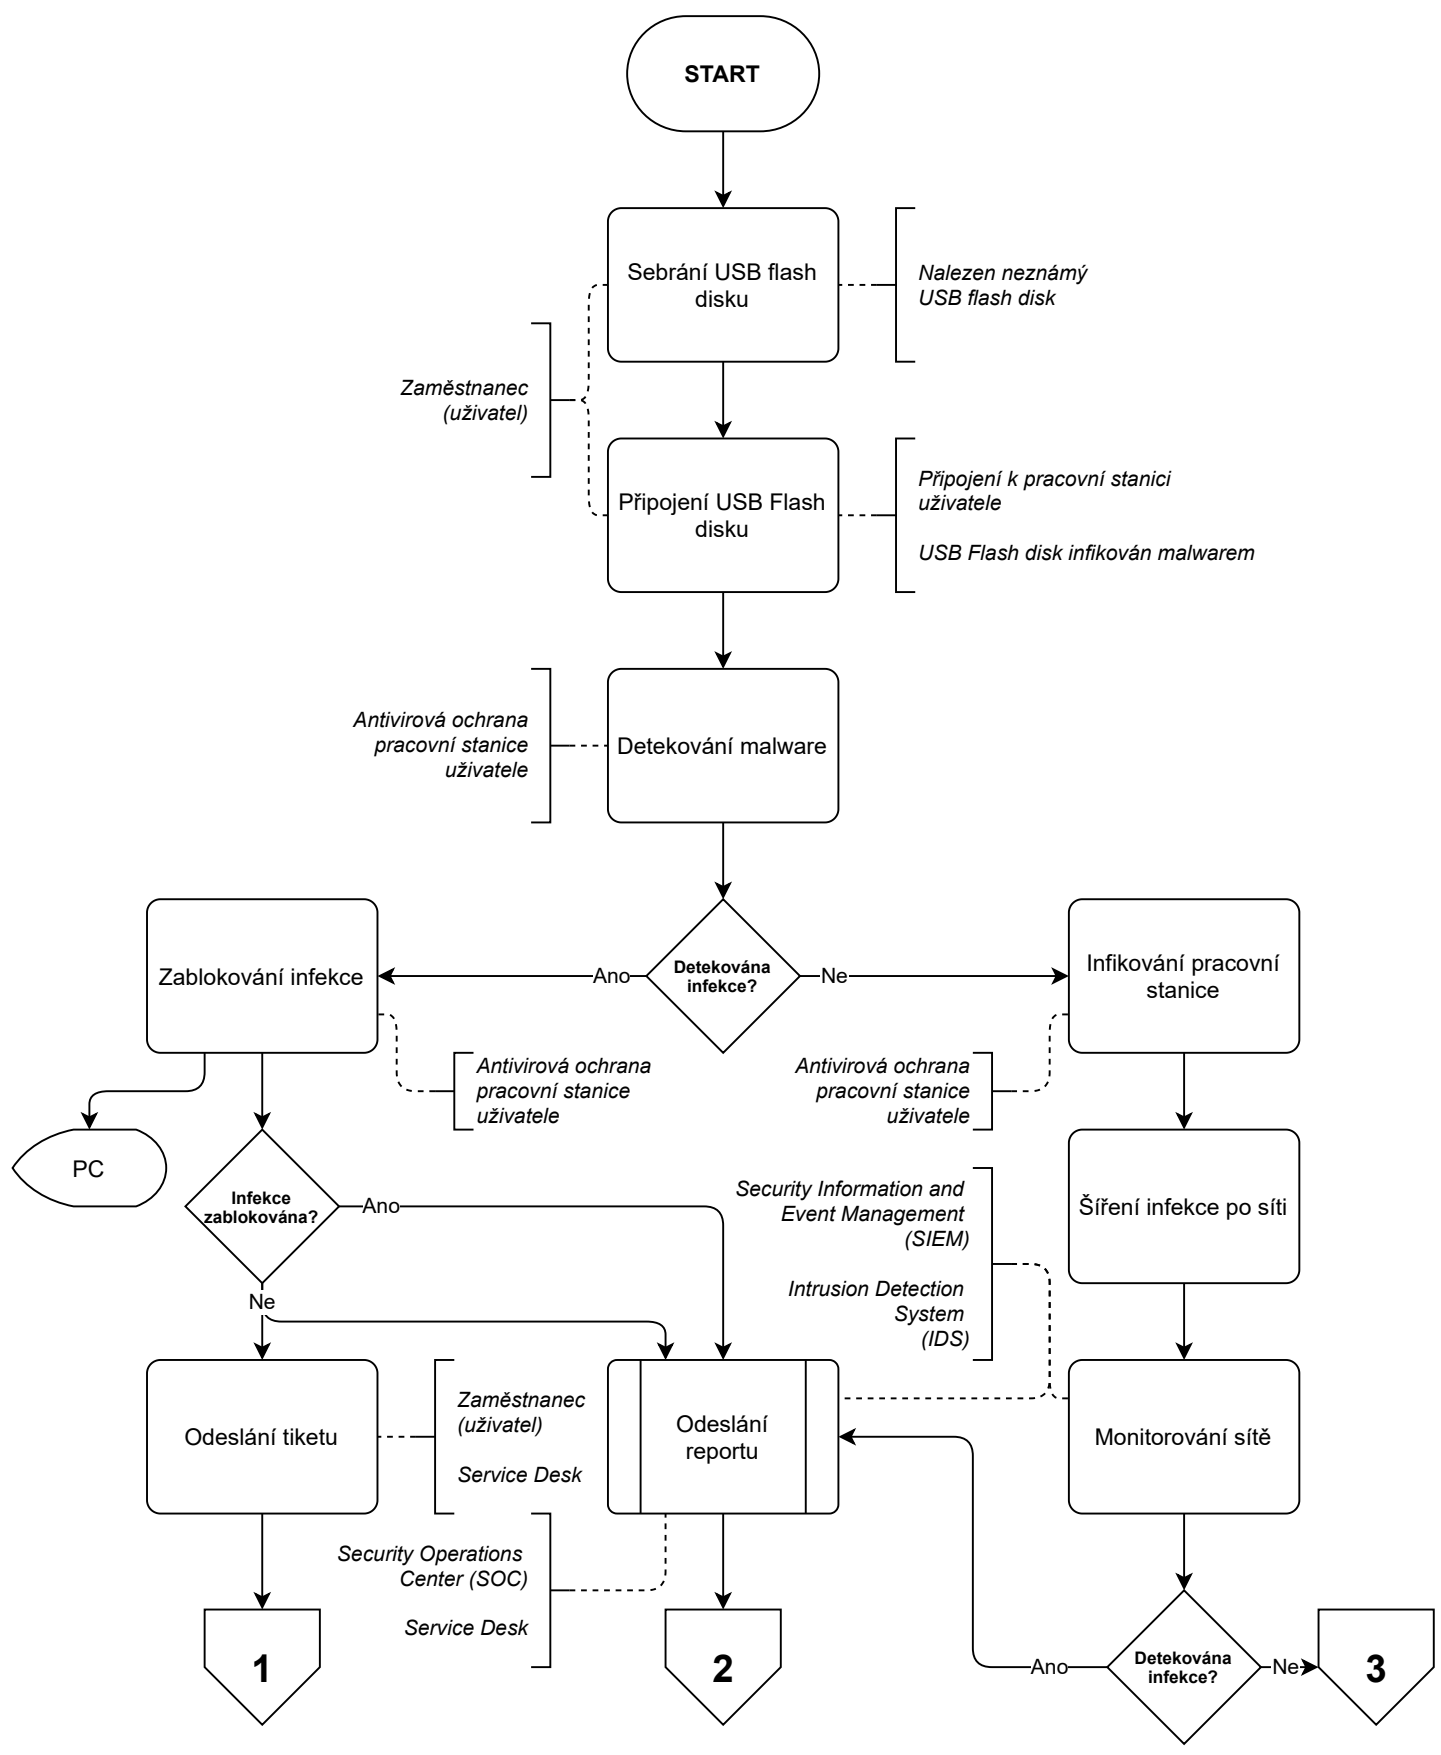 START
Sebrání USB flash
disku
Nalezen neznámý
USB flash disk
Zaměstnanec
(uživatel)
Připojení USB Flash
disku
Připojení k pracovní stanici
uživatele
USB Flash disk infikován malwarem
Antivirová ochrana
pracovní stanice
uživatele
Detekování malware
Zablokování infekce
Ano
Detekována
infekce?
Ne
Infikování pracovní
stanice
Antivirová ochrana
pracovní stanice
uživatele
Antivirová ochrana
pracovní stanice
uživatele
PC
Infekce
zablokována?
Ano
Security Information and
Event Management
(SIEM)
Intrusion Detection
System
(IDS)
Šíření infekce po síti
Ne
Odeslání tiketu
Zaměstnanec
(uživatel)
Service Desk
Odeslání
reportu
Monitorování sítě
Security Operations
Center (SOC)
Service Desk
1
2
Ano
Detekována
infekce?
Ne
3